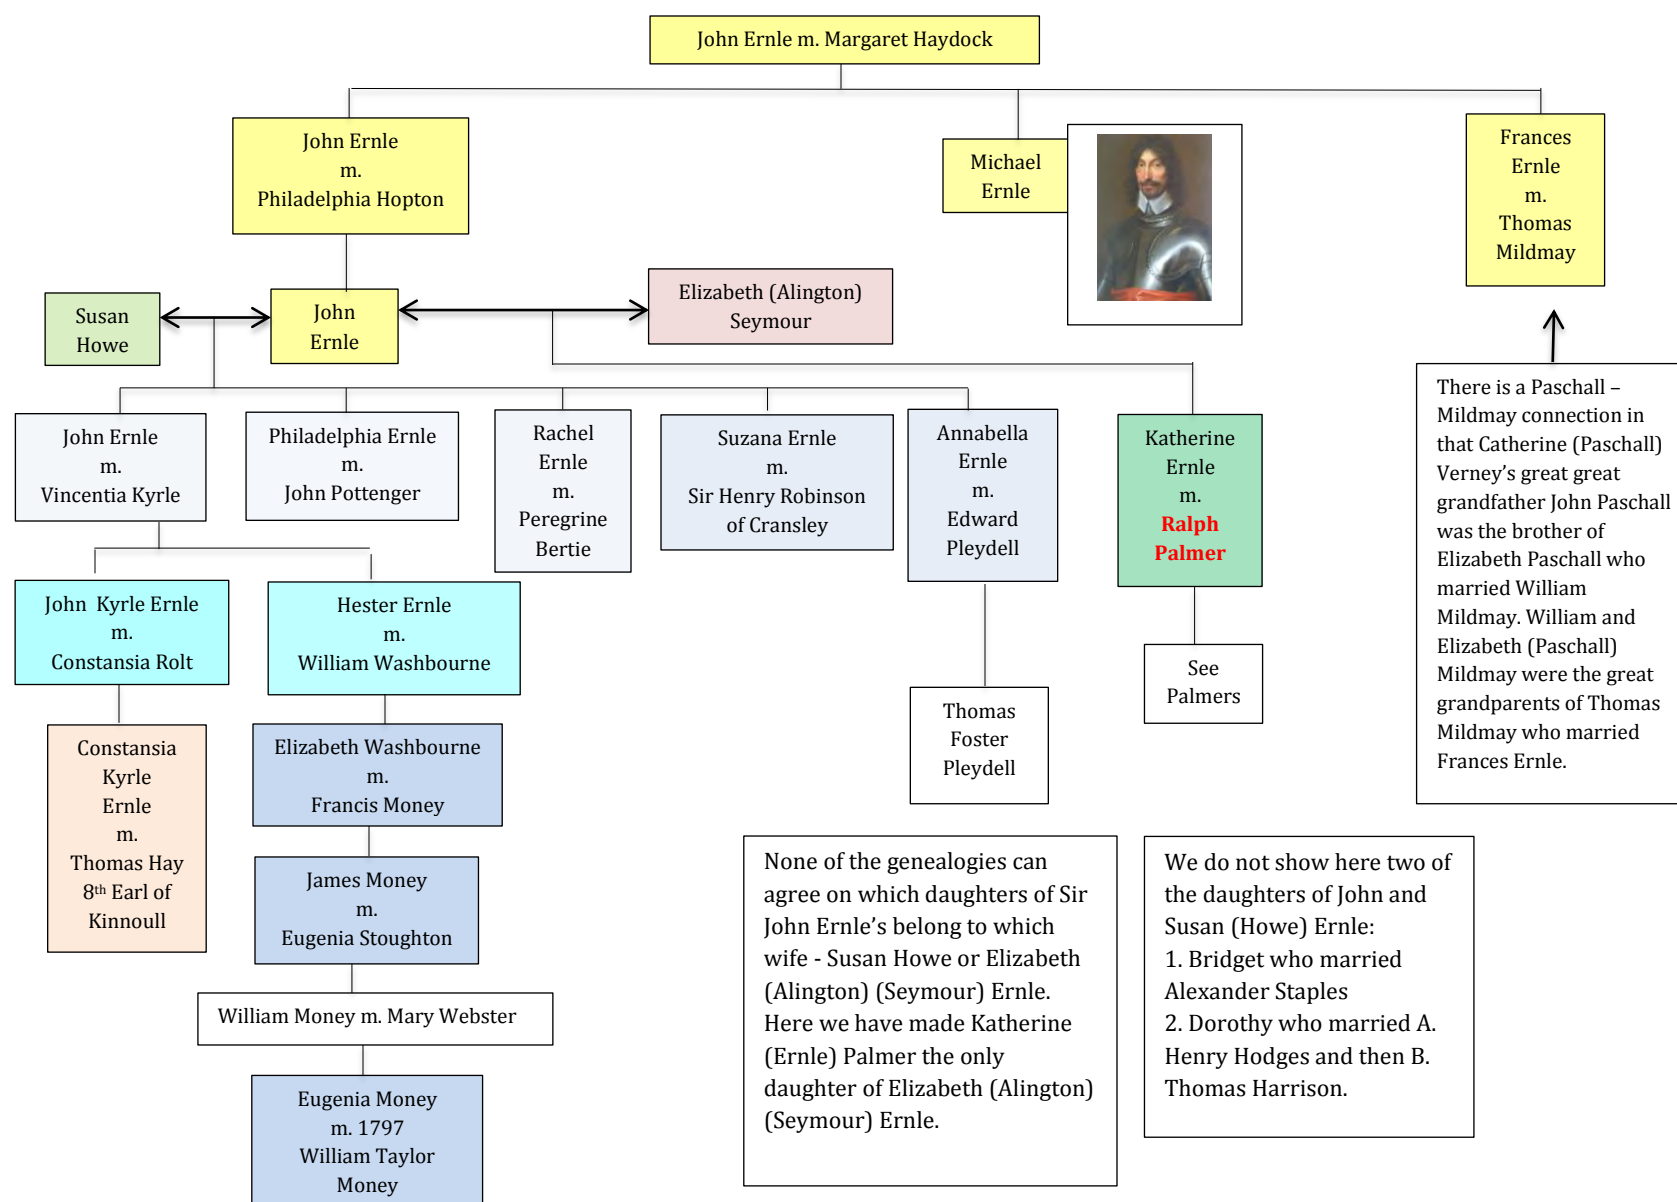 John Ernle m. Margaret Haydock
John Ernle
m.
Philadelphia Hopton
Michael
Ernle
Frances
Ernle
m.
Thomas
Mildmay
Susan
Howe
John
Ernle
Elizabeth (Alington)
Seymour
There is a Paschall –
Mildmay connection in
that Catherine (Paschall)
Verney’s great great
grandfather John Paschall
was the brother of
Elizabeth Paschall who
married William
Mildmay. William and
Elizabeth (Paschall)
Mildmay were the great
grandparents of Thomas
Mildmay who married
Frances Ernle.
John Ernle
m.
Vincentia Kyrle
Philadelphia Ernle
m.
John Pottenger
Rachel
Ernle
m.
Peregrine
Bertie
Suzana Ernle
m.
Sir Henry Robinson
of Cransley
Annabella
Ernle
m.
Edward
Pleydell
Katherine
Ernle
m.
Ralph
Palmer
John  Kyrle Ernle
m.
Constansia Rolt
Hester Ernle
m.
William Washbourne
See
Palmers
Thomas
Foster
Pleydell
Constansia
Kyrle
Ernle
m.
Thomas Hay
8th Earl of
Kinnoull
Elizabeth Washbourne
m.
Francis Money
James Money
m.
Eugenia Stoughton
William Money m. Mary Webster
Eugenia Money
m. 1797
William Taylor
Money
None of the genealogies can
agree on which daughters of Sir
John Ernle’s belong to which
wife - Susan Howe or Elizabeth
(Alington) (Seymour) Ernle.
Here we have made Katherine
(Ernle) Palmer the only
daughter of Elizabeth (Alington)
(Seymour) Ernle.
We do not show here two of
the daughters of John and
Susan (Howe) Ernle:
1. Bridget who married
Alexander Staples
2. Dorothy who married A.
Henry Hodges and then B.
Thomas Harrison.